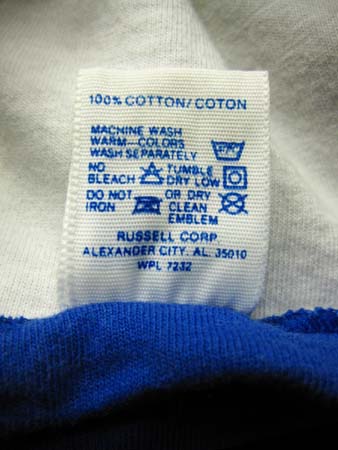 100% COTTON/COTON
MACHINE WASH
WARM-COLORS
WASH SEPARATELY
NO BLEACH TUMBLE DRY LOW
DO NOT IRON OR DRY CLEAN EMBLEM
RUSSELL CORP
ALEXANDER CITY, AL. 35010
WPL 7232